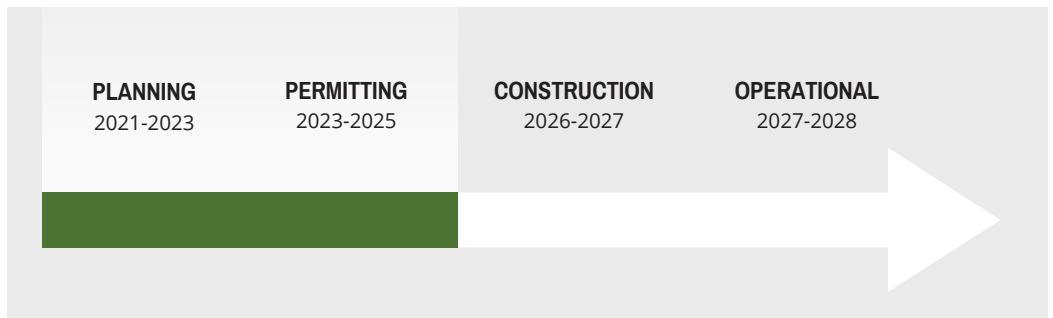 PLANNING
2021-2023
PERMITTING
2023-2025
CONSTRUCTION
2026-2027
OPERATIONAL
2027-2028